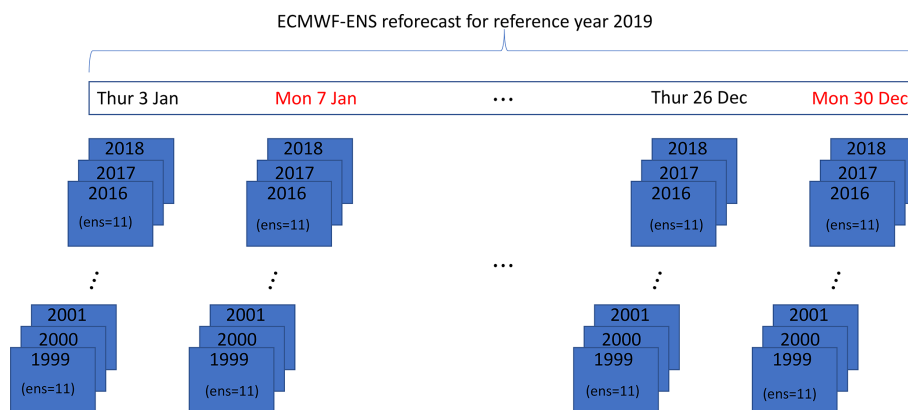 ECMWF-ENS reforecast for reference year 2019
Thur 3 Jan Mon 7 Jan ... Thur 26 Dec Mon 30 Dec
2018 2018 2018 2018
2017 2017 2017 2017
2016 2016 2016 2016
(ens=11) (ens=11) (ens=11) (ens=11)
...
2001 2001 2001 2001
2000 2000 2000 2000
1999 1999 1999 1999
(ens=11) (ens=11) (ens=11) (ens=11)